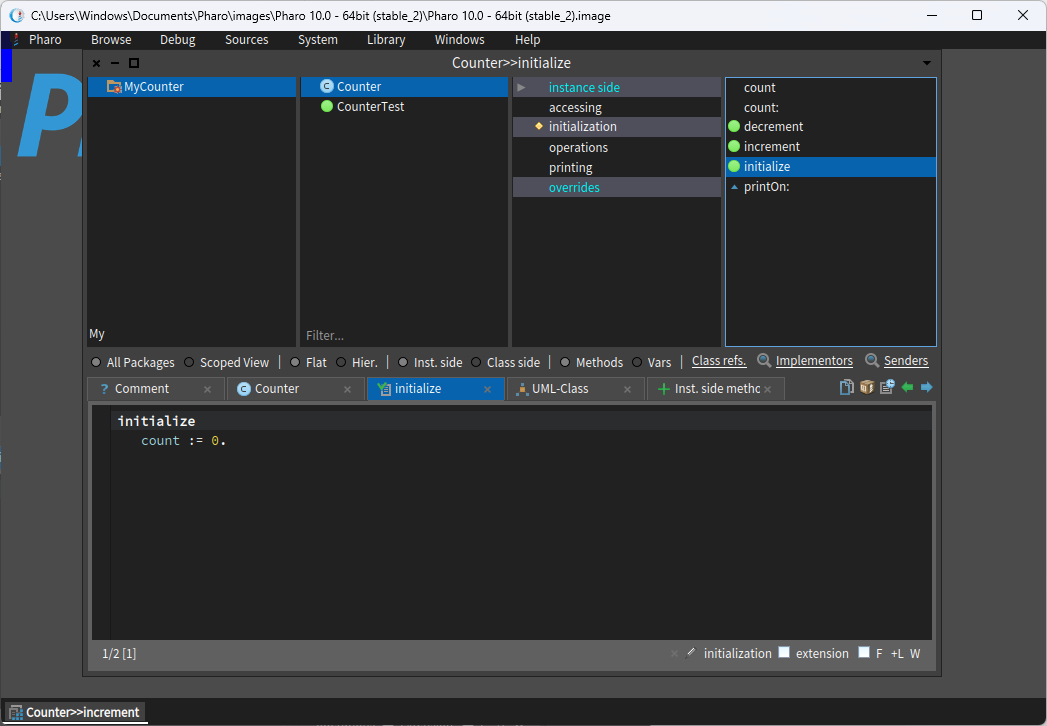 C:\Users\Windows\Documents\Pharo\images\Pharo 10.0 - 64bit (stable_2)\Pharo 10.0 - 64bit (stable_2).image
Pharo Browse Debug Sources System Library Windows Help
Counter>>initialize
MyCounter
My
Counter
CounterTest
Filter...
instance side
accessing
initialization
operations
printing
overrides
count
count:
decrement
increment
initialize
printOn:
All Packages Scoped View | Flat Hier. | Inst. side Class side | Methods Vars | Class refs. Implementors Senders
? Comment × C Counter × initialize × UML-Class × + Inst. side methc ×
initialize
count := 0.
1/2 [1] × initialization extension F +L W
Counter>>increment